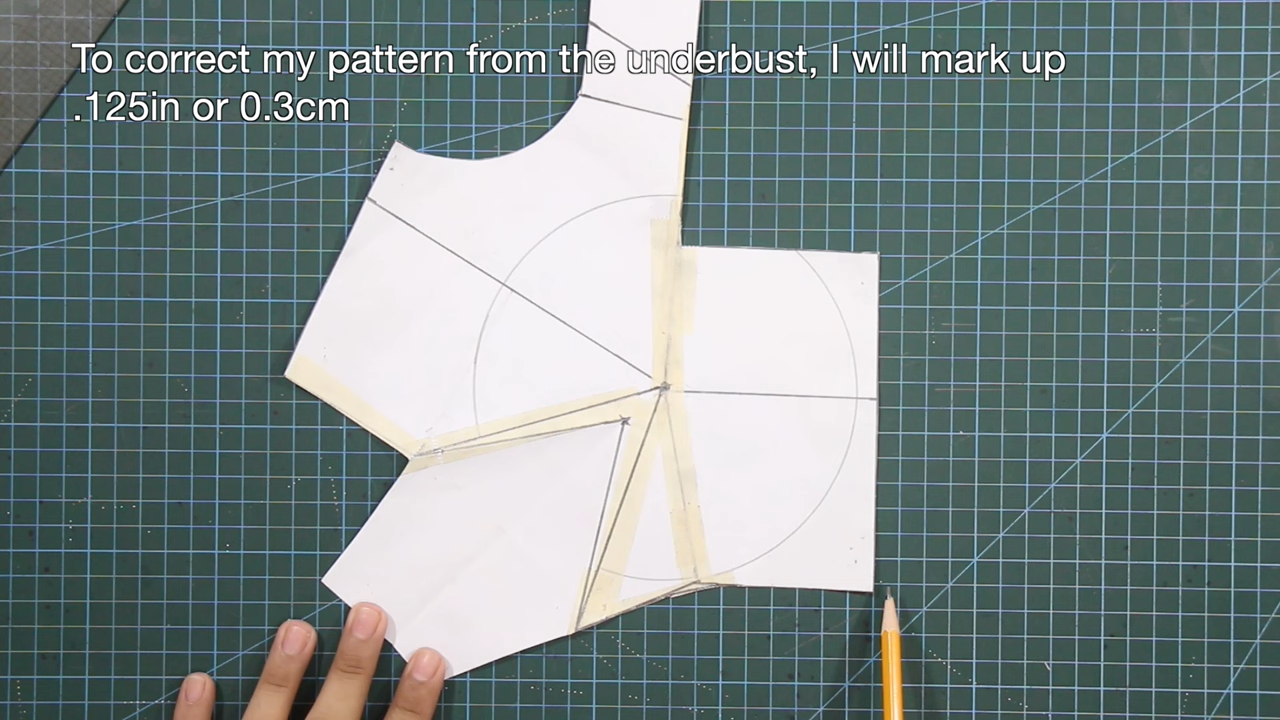 To correct my pattern from the underbust, I will mark up
.125in or 0.3cm